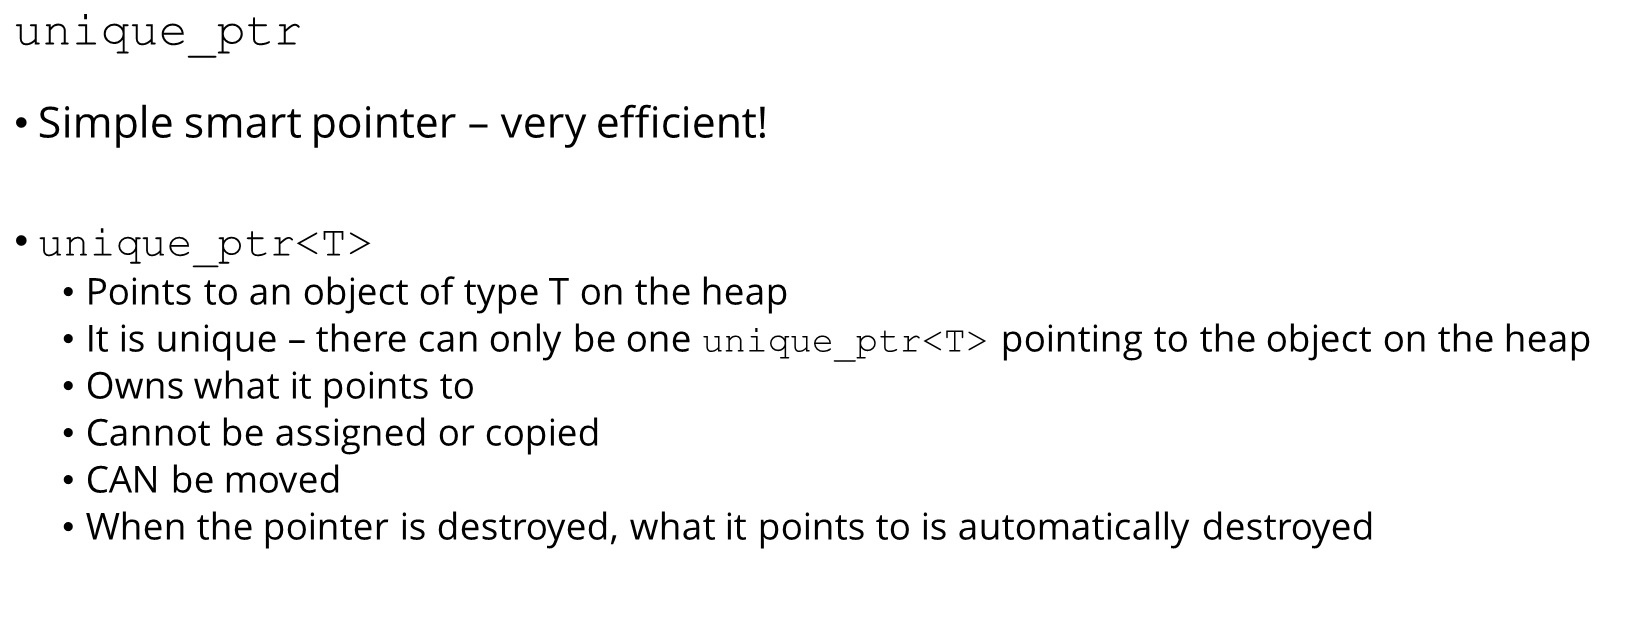 unique_ptr
• Simple smart pointer – very efficient!
• unique_ptr<T>
• Points to an object of type T on the heap
• It is unique – there can only be one unique_ptr<T> pointing to the object on the heap
• Owns what it points to
• Cannot be assigned or copied
• CAN be moved
• When the pointer is destroyed, what it points to is automatically destroyed